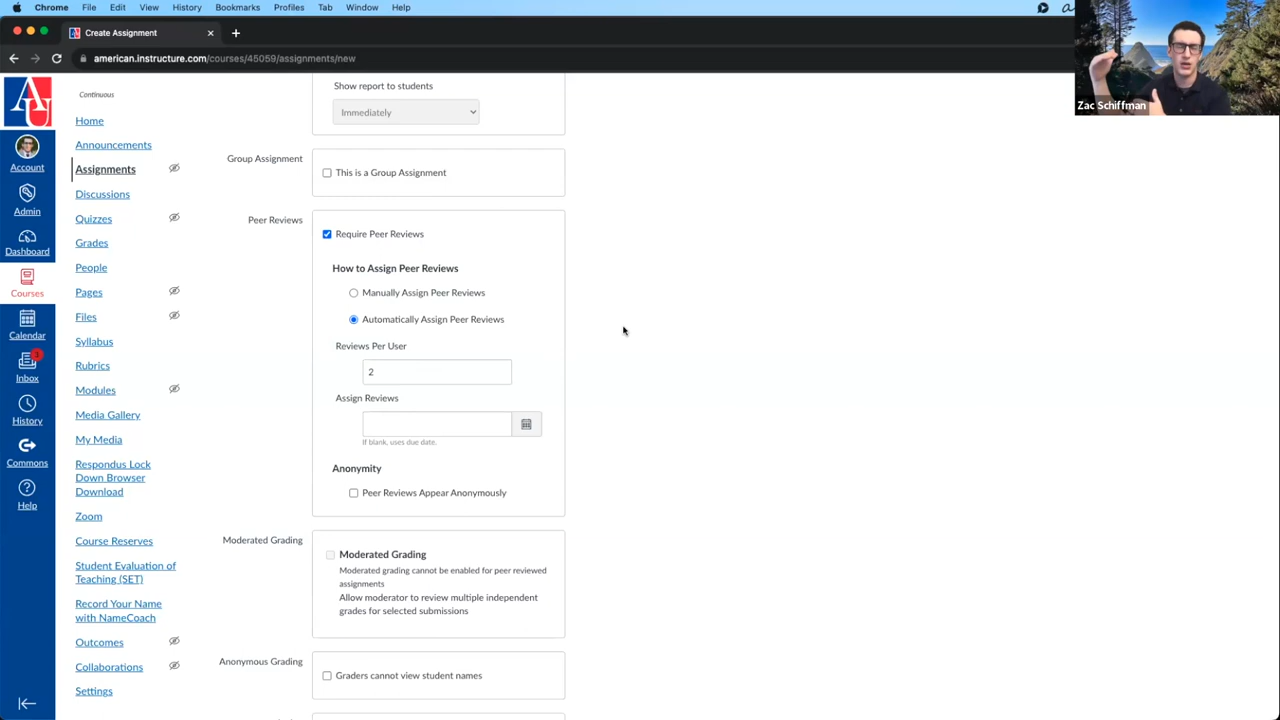 Chrome File Edit View History Bookmarks Profiles Tab Window Help
Create Assignment
american.instructure.com/courses/45059/assignments/new
Zac Schiffman
AU
Account
Admin
Dashboard
Courses
Calendar
3
Inbox
History
Commons
Help
Continuous
Home
Announcements
Assignments
Discussions
Quizzes
Grades
People
Pages
Files
Syllabus
Rubrics
Modules
Media Gallery
My Media
Respondus Lock
Down Browser
Download
Zoom
Course Reserves
Student Evaluation of
Teaching (SET)
Record Your Name
with NameCoach
Outcomes
Collaborations
Settings
Show report to students
Immediately
Group Assignment
This is a Group Assignment
Peer Reviews
Require Peer Reviews
How to Assign Peer Reviews
Manually Assign Peer Reviews
Automatically Assign Peer Reviews
Reviews Per User
2
Assign Reviews
If blank, uses due date.
Anonymity
Peer Reviews Appear Anonymously
Moderated Grading
Moderated Grading
Moderated grading cannot be enabled for peer reviewed
assignments
Allow moderator to review multiple independent
grades for selected submissions
Anonymous Grading
Graders cannot view student names